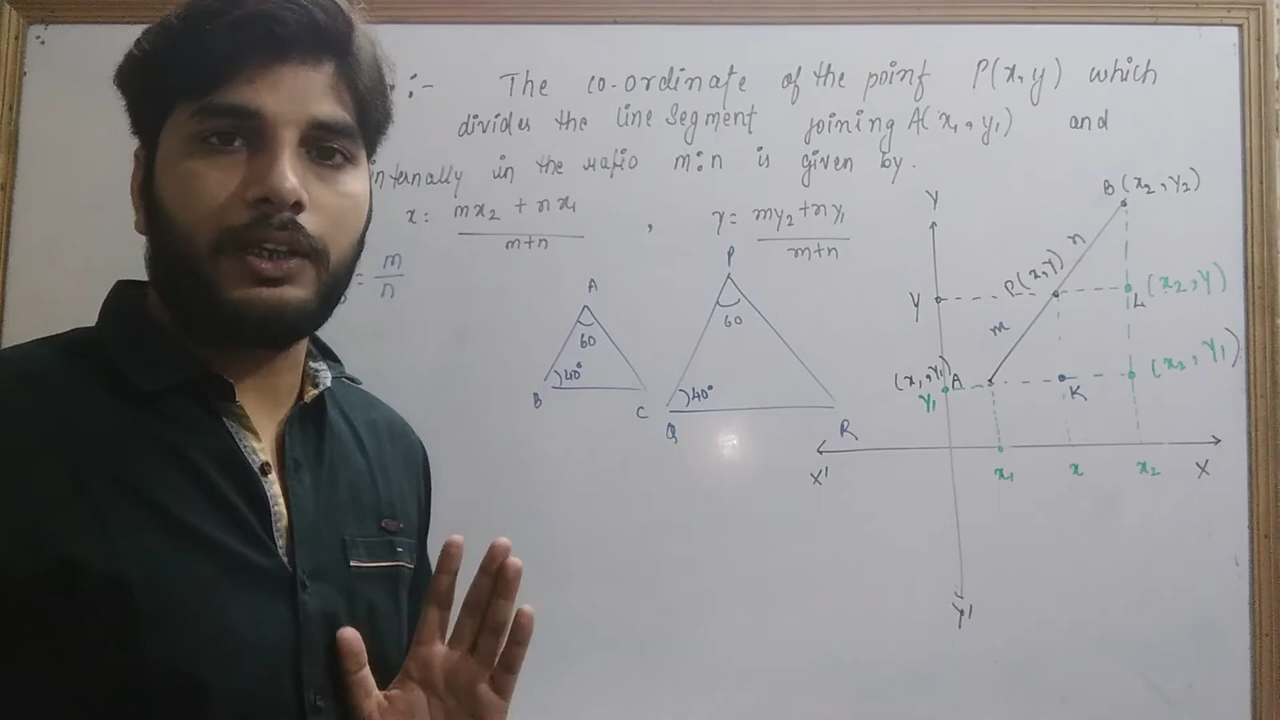 :- The co-ordinate of the point P(x, y) which
divides the line segment joining A(x₁, y₁) and
internally in the ratio m:n is given by.
x = mx₂ + nx₁ / m+n , y = my₂ + ny₁ / m+n
= m/n
A
60
40°
B
C
P
60
40°
Q
R
Y
B(x₂, y₂)
n
P(x, y)
Y
L (x₂, y)
m
(x₁, y₁) A
y₁
K
(x₂, y₁)
X'
x₁
x
x₂
X
Y'